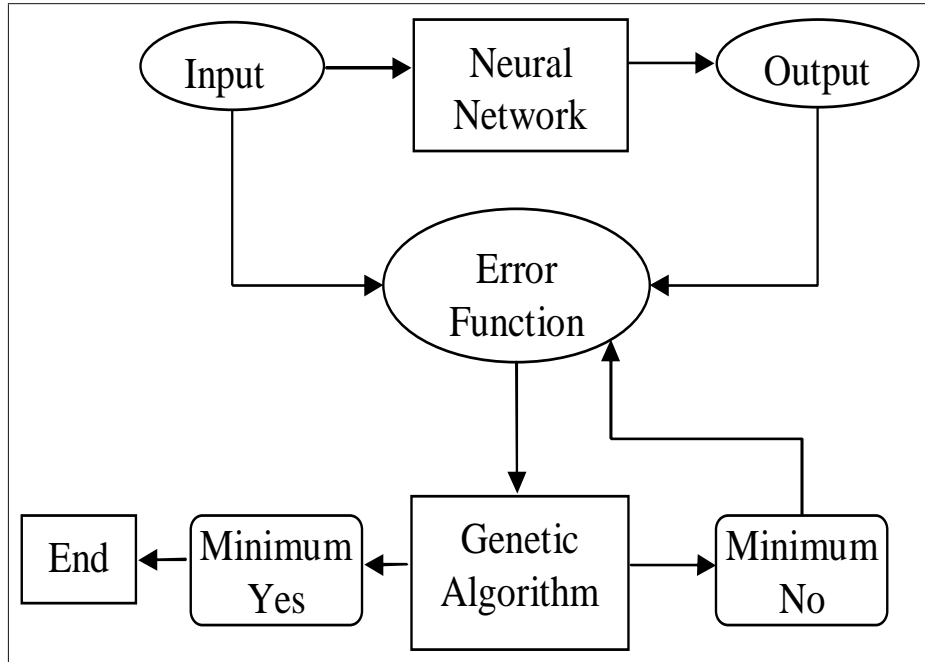 Input
Neural
Network
Output
Error
Function
End
Minimum
Yes
Genetic
Algorithm
Minimum
No